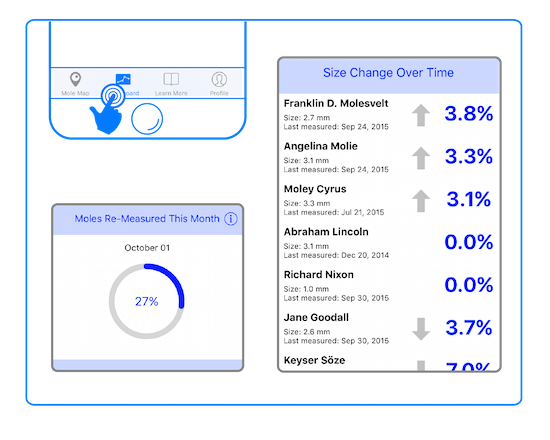 Mole Map
Learn More
Profile
Moles Re-Measured This Month
October 01
27%
Size Change Over Time
Franklin D. Molesvelt
Size: 2.7 mm
Last measured: Sep 24, 2015
3.8%
Angelina Molie
Size: 3.1 mm
Last measured: Sep 24, 2015
3.3%
Moley Cyrus
Size: 3.3 mm
Last measured: Jul 21, 2015
3.1%
Abraham Lincoln
Size: 3.1 mm
Last measured: Dec 20, 2014
0.0%
Richard Nixon
Size: 1.0 mm
Last measured: Sep 30, 2015
0.0%
Jane Goodall
Size: 2.6 mm
Last measured: Sep 30, 2015
3.7%
Keyser Söze
7.0%